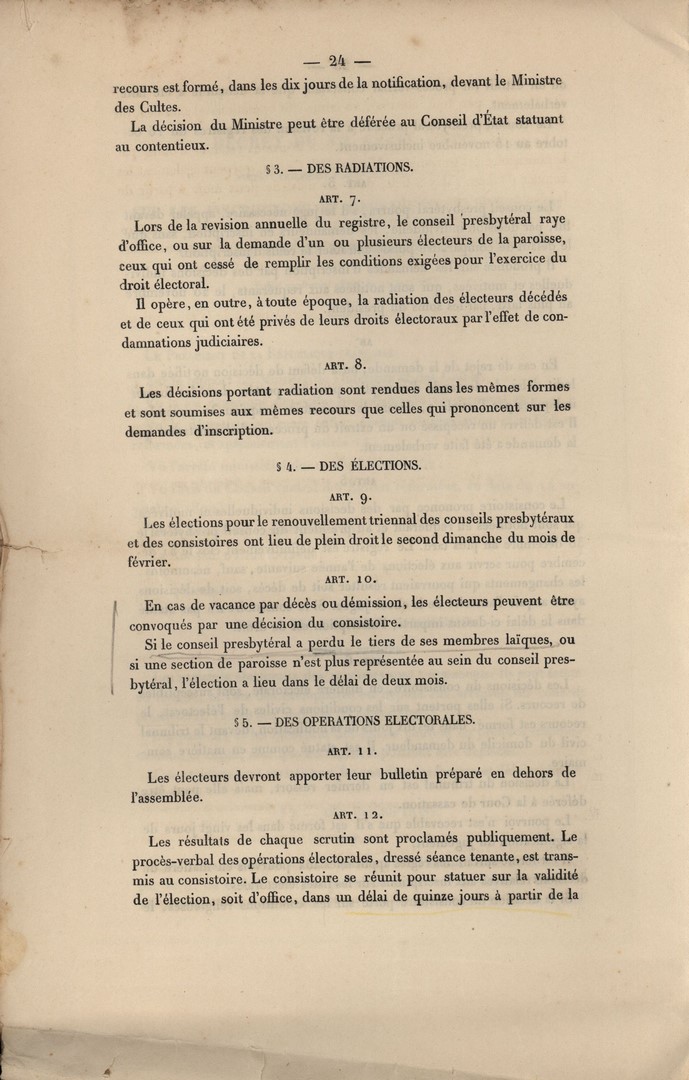 — 24 —
recours est formé, dans les dix jours de la notification, devant le Ministre
des Cultes.
La décision du Ministre peut être déférée au Conseil d'État statuant
au contentieux.
§ 3. — DES RADIATIONS.
ART. 7.
Lors de la revision annuelle du registre, le conseil presbytéral raye
d'office, ou sur la demande d'un ou plusieurs électeurs de la paroisse,
ceux qui ont cessé de remplir les conditions exigées pour l'exercice du
droit électoral.
Il opère, en outre, à toute époque, la radiation des électeurs décédés
et de ceux qui ont été privés de leurs droits électoraux par l'effet de con-
damnations judiciaires.
ART. 8.
Les décisions portant radiation sont rendues dans les mêmes formes
et sont soumises aux mêmes recours que celles qui prononcent sur les
demandes d'inscription.
§ 4. — DES ÉLECTIONS.
ART. 9.
Les élections pour le renouvellement triennal des conseils presbytéraux
et des consistoires ont lieu de plein droit le second dimanche du mois de
février.
ART. 10.
En cas de vacance par décès ou démission, les électeurs peuvent être
convoqués par une décision du consistoire.
Si le conseil presbytéral a perdu le tiers de ses membres laïques, ou
si une section de paroisse n'est plus représentée au sein du conseil pres-
bytéral, l'élection a lieu dans le délai de deux mois.
§ 5. — DES OPERATIONS ELECTORALES.
ART. 11.
Les électeurs devront apporter leur bulletin préparé en dehors de
l'assemblée.
ART. 12.
Les résultats de chaque scrutin sont proclamés publiquement. Le
procès-verbal des opérations électorales, dressé séance tenante, est trans-
mis au consistoire. Le consistoire se réunit pour statuer sur la validité
de l'élection, soit d'office, dans un délai de quinze jours à partir de la